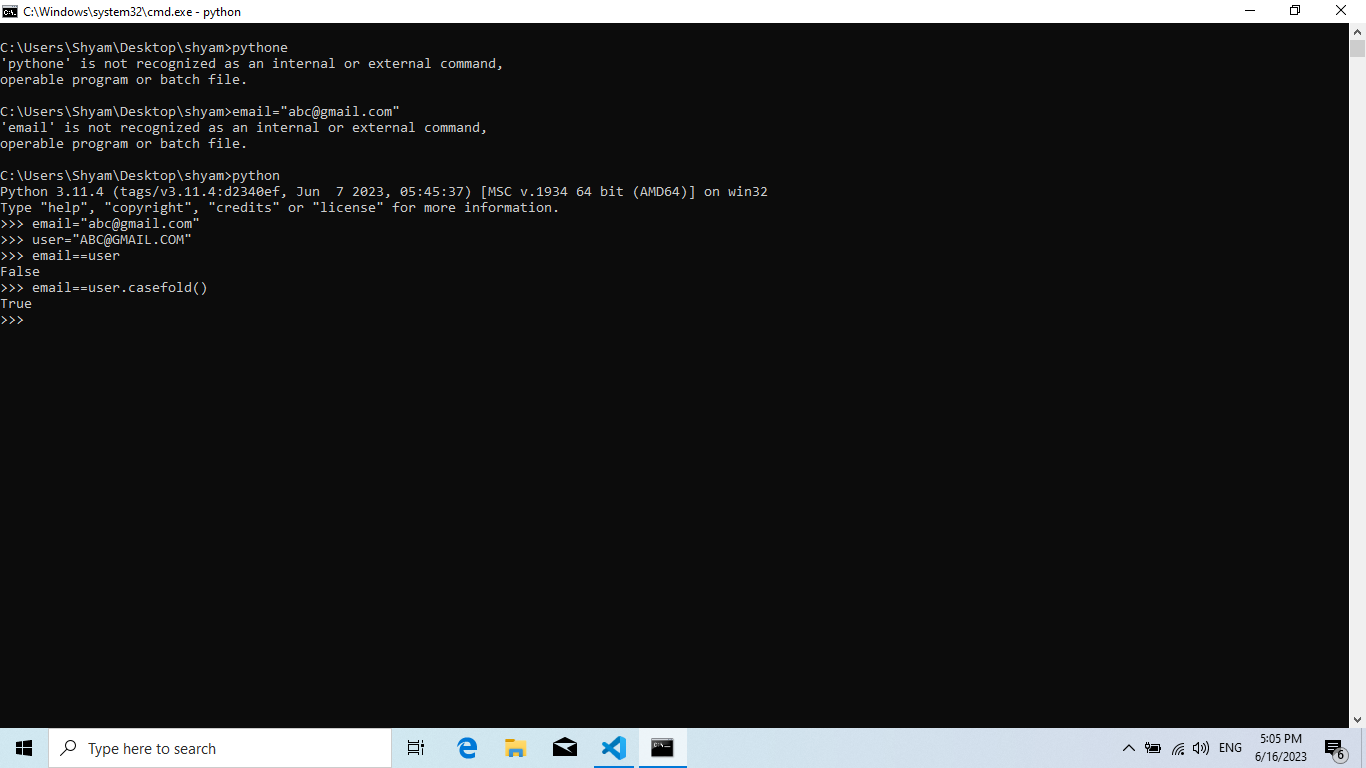 C:\Windows\system32\cmd.exe - python
C:\Users\Shyam\Desktop\shyam>pythone
'pythone' is not recognized as an internal or external command,
operable program or batch file.
C:\Users\Shyam\Desktop\shyam>email="abc@gmail.com"
'email' is not recognized as an internal or external command,
operable program or batch file.
C:\Users\Shyam\Desktop\shyam>python
Python 3.11.4 (tags/v3.11.4:d2340ef, Jun  7 2023, 05:45:37) [MSC v.1934 64 bit (AMD64)] on win32
Type "help", "copyright", "credits" or "license" for more information.
>>> email="abc@gmail.com"
>>> user="ABC@GMAIL.COM"
>>> email==user
False
>>> email==user.casefold()
True
>>>
Type here to search
ENG
5:05 PM
6/16/2023
6